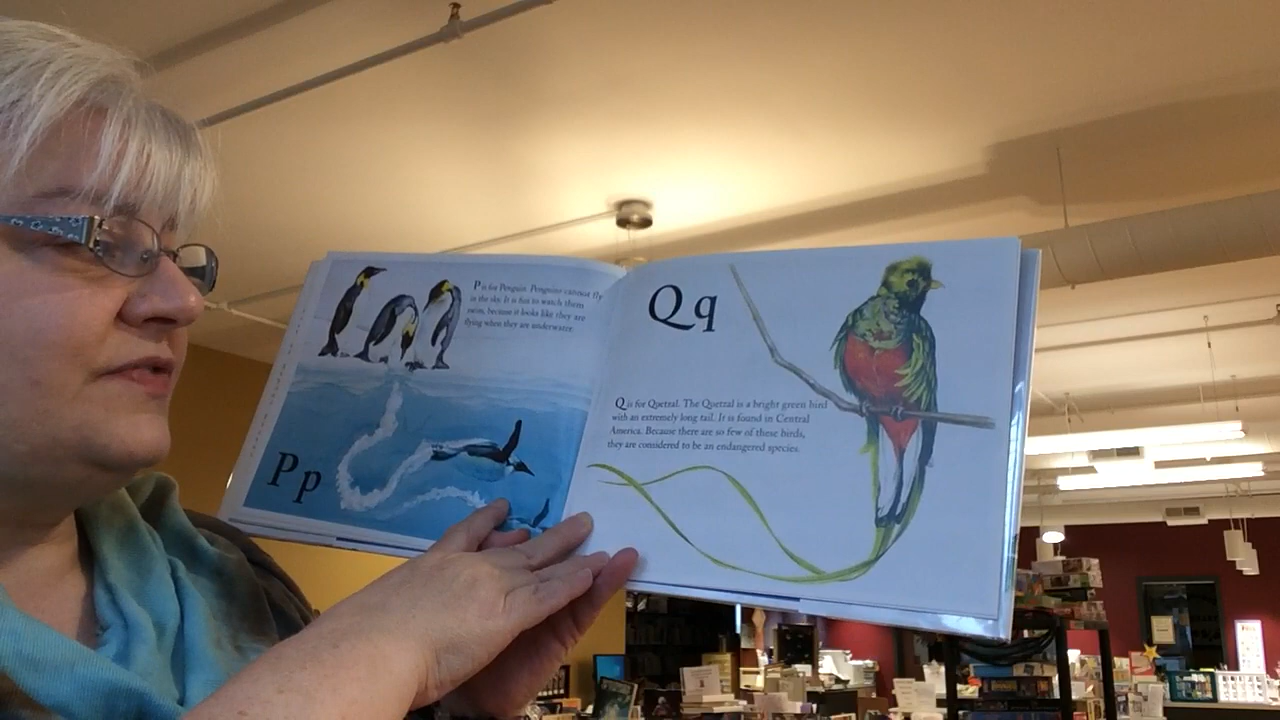 P is for Penguin. Penguins cannot fly
in the sky. It is fun to watch them
swim, because it looks like they are
flying when they are underwater.
P p
Q q
Q is for Quetzal. The Quetzal is a bright green bird
with an extremely long tail. It is found in Central
America. Because there are so few of these birds,
they are considered to be an endangered species.